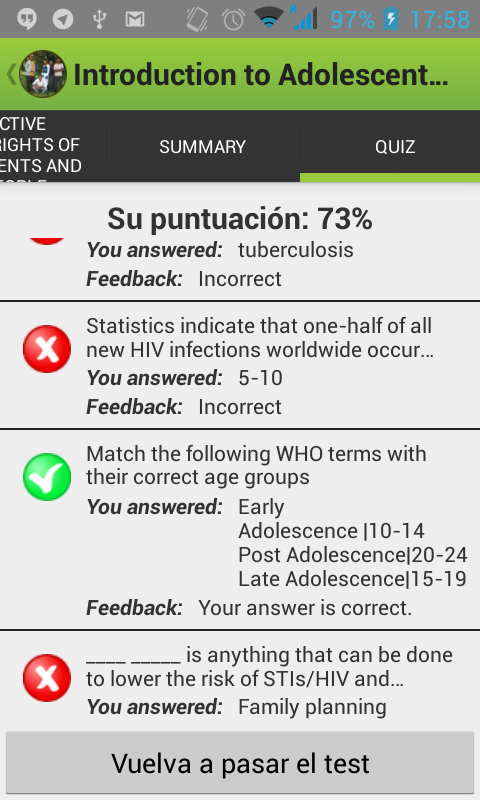 97% 17:58
Introduction to Adolescent...
CTIVE
RIGHTS OF
ENTS AND
SUMMARY
QUIZ
Su puntuación: 73%
You answered: tuberculosis
Feedback: Incorrect
Statistics indicate that one-half of all
new HIV infections worldwide occur...
You answered: 5-10
Feedback: Incorrect
Match the following WHO terms with
their correct age groups
You answered: Early
Adolescence |10-14
Post Adolescence|20-24
Late Adolescence|15-19
Feedback: Your answer is correct.
____ _____ is anything that can be done
to lower the risk of STIs/HIV and...
You answered: Family planning
Vuelva a pasar el test